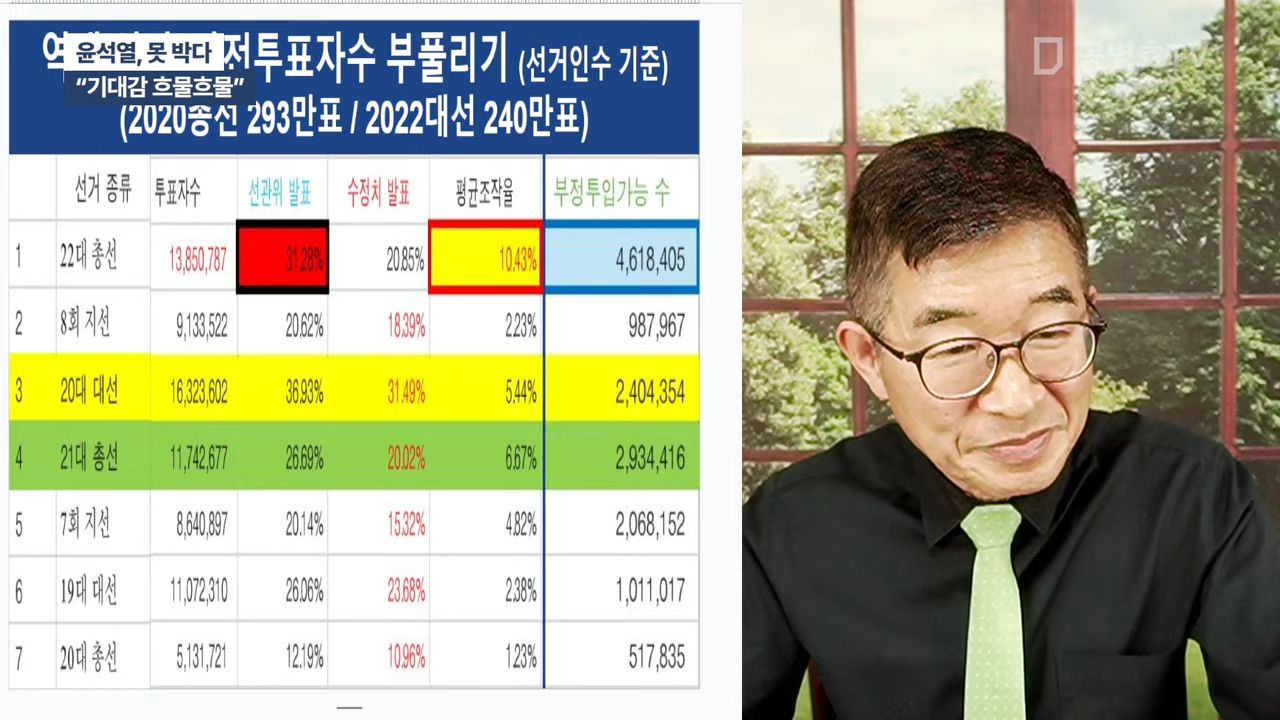 윤석열, 못 박다
“기대감 흐물흐물”
투표자수 부풀리기 (선거인수 기준)
(2020총선 293만표 / 2022대선 240만표)
선거 종류 투표자수 선관위 발표 수정치 발표 평균조작율 부정투입가능 수
1 22대 총선 13,850,787 31.28% 20.85% 10.43% 4,618,405
2 8회 지선 9,133,522 20.62% 18.39% 2.23% 987,967
3 20대 대선 16,323,602 36.93% 31.49% 5.44% 2,404,354
4 21대 총선 11,742,677 26.69% 20.02% 6.67% 2,934,416
5 7회 지선 8,640,897 20.14% 15.32% 4.82% 2,068,152
6 19대 대선 11,072,310 26.06% 23.68% 2.38% 1,011,017
7 20대 총선 5,131,721 12.19% 10.96% 1.23% 517,835